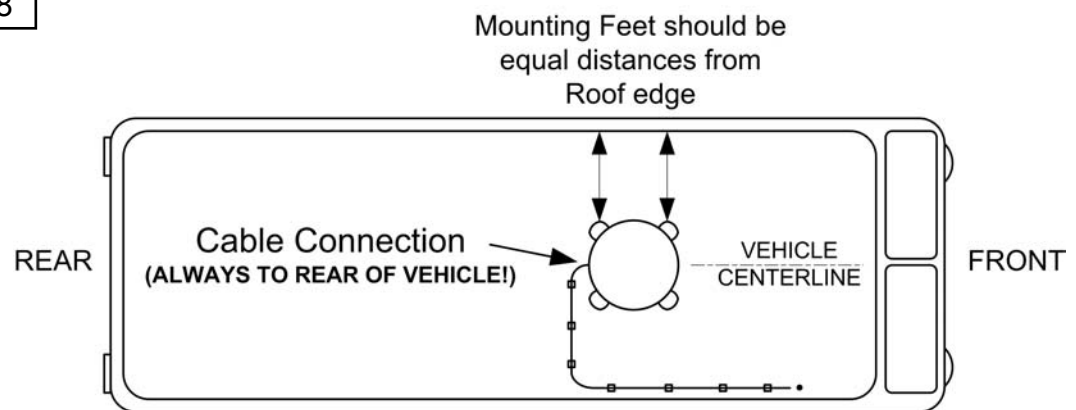 8
Mounting Feet should be
equal distances from
Roof edge
Cable Connection
(ALWAYS TO REAR OF VEHICLE!)
REAR
VEHICLE
CENTERLINE
FRONT